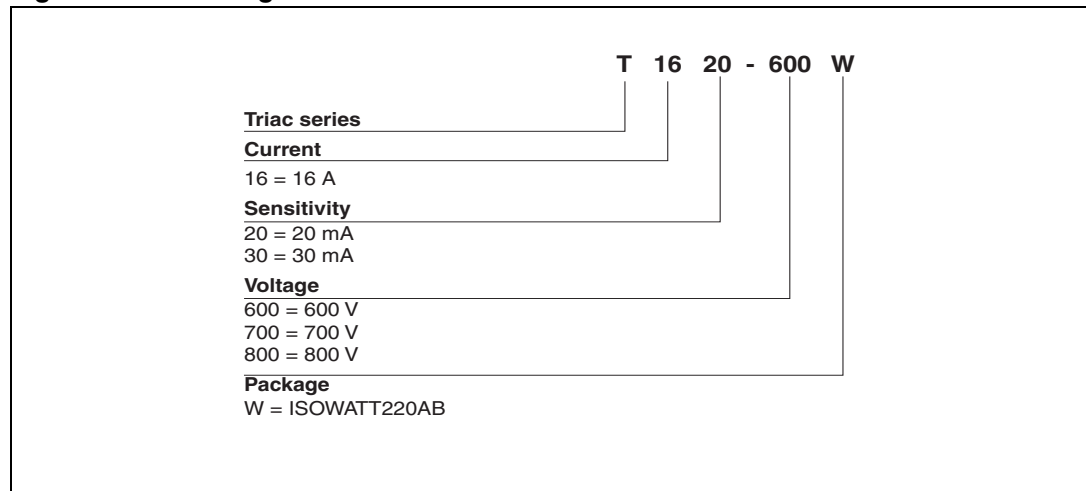 T 16 20 - 600 W
Triac series
Current
16 = 16 A
Sensitivity
20 = 20 mA
30 = 30 mA
Voltage
600 = 600 V
700 = 700 V
800 = 800 V
Package
W = ISOWATT220AB